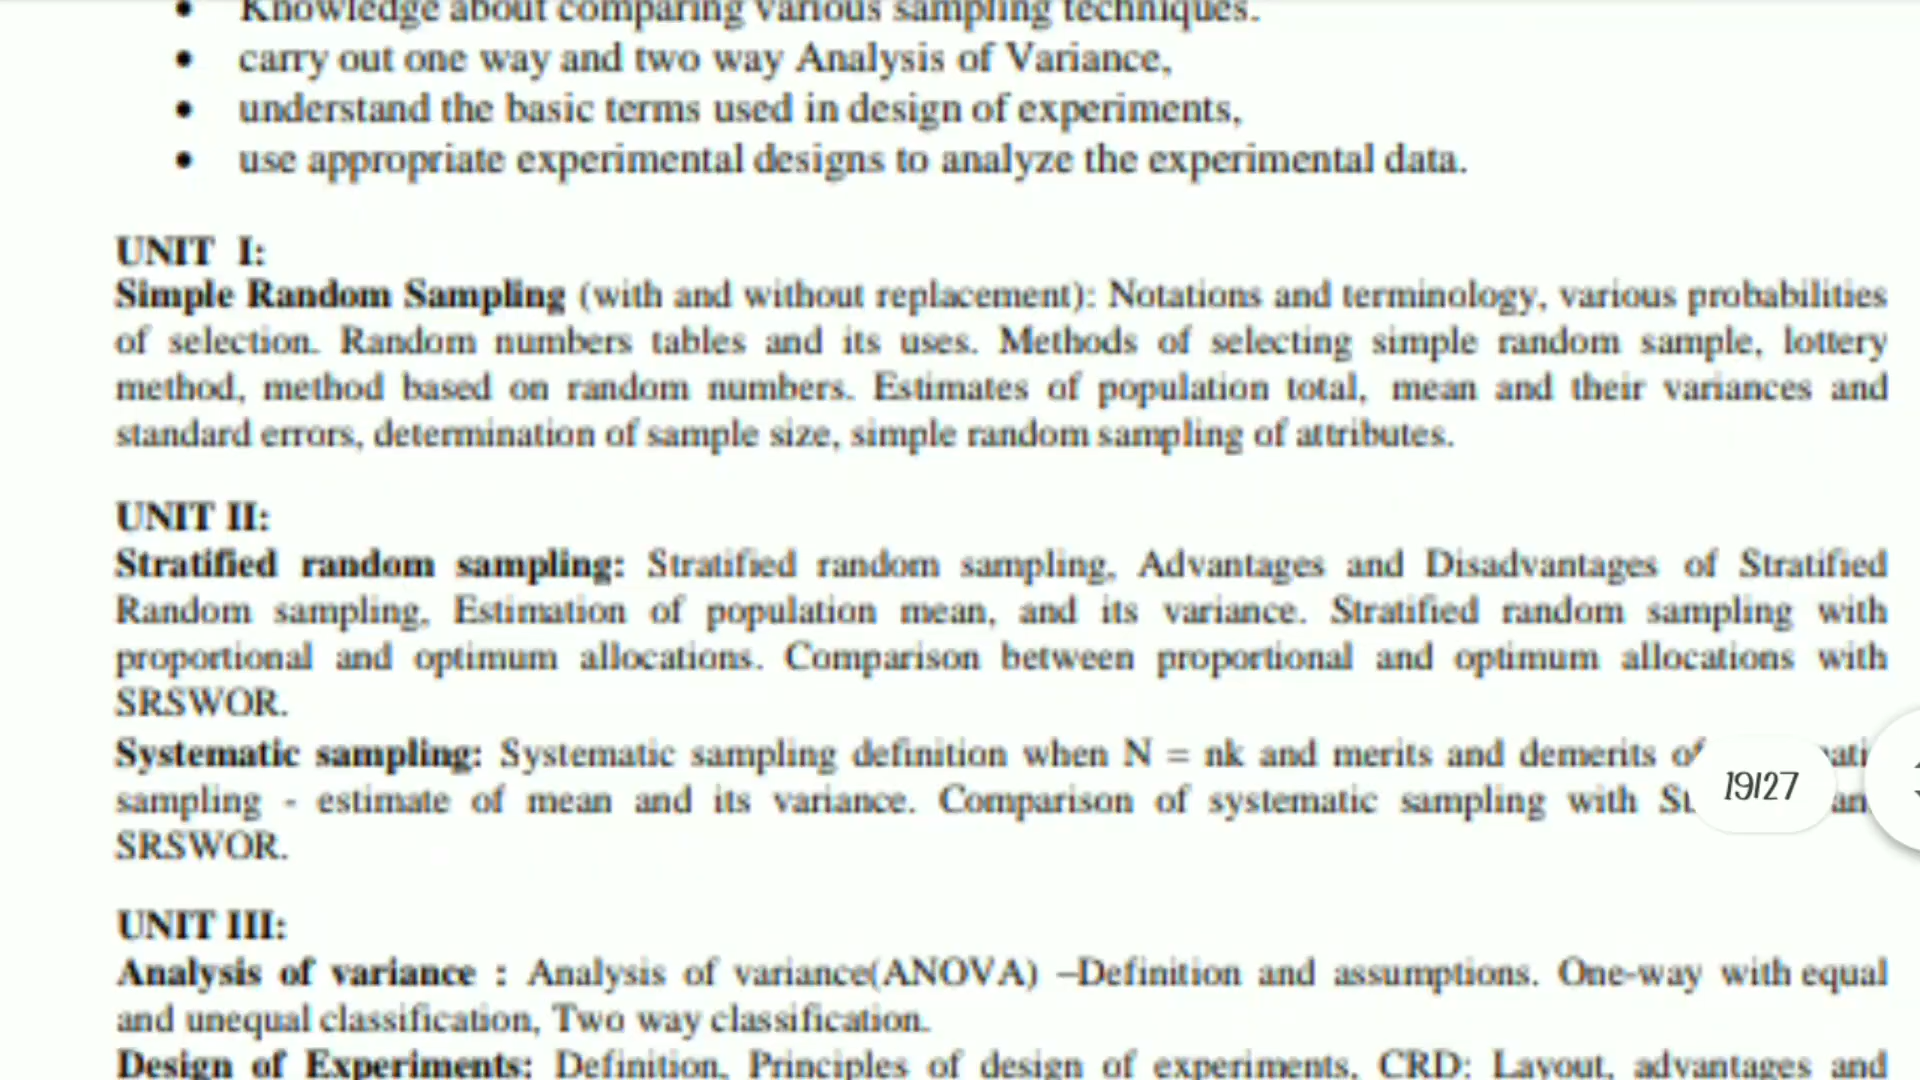 • Knowledge about comparing various sampling techniques.
• carry out one way and two way Analysis of Variance,
• understand the basic terms used in design of experiments,
• use appropriate experimental designs to analyze the experimental data.
UNIT I:
Simple Random Sampling (with and without replacement): Notations and terminology, various probabilities
of selection. Random numbers tables and its uses. Methods of selecting simple random sample, lottery
method, method based on random numbers. Estimates of population total, mean and their variances and
standard errors, determination of sample size, simple random sampling of attributes.
UNIT II:
Stratified random sampling: Stratified random sampling, Advantages and Disadvantages of Stratified
Random sampling, Estimation of population mean, and its variance. Stratified random sampling with
proportional and optimum allocations. Comparison between proportional and optimum allocations with
SRSWOR.
Systematic sampling: Systematic sampling definition when N = nk and merits and demerits of
sampling - estimate of mean and its variance. Comparison of systematic sampling with
19/27
SRSWOR.
UNIT III:
Analysis of variance : Analysis of variance(ANOVA) –Definition and assumptions. One-way with equal
and unequal classification, Two way classification.
Design of Experiments: Definition, Principles of design of experiments, CRD: Layout, advantages and